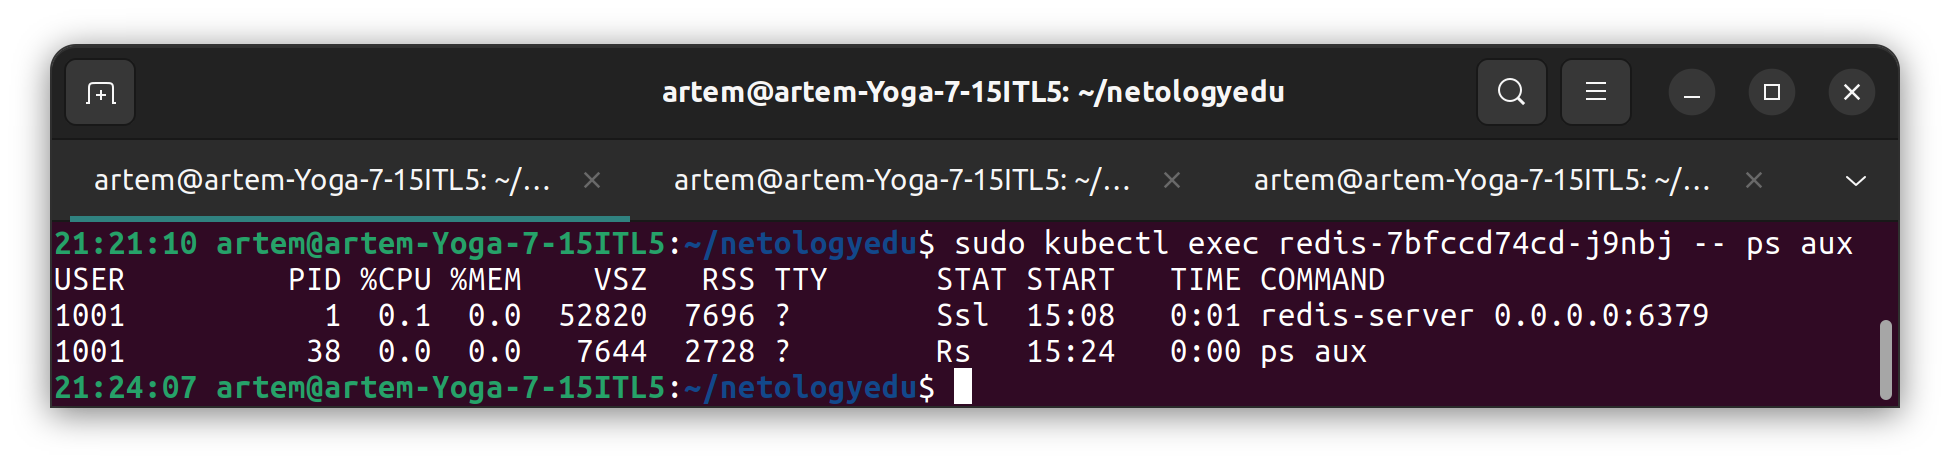 artem@artem-Yoga-7-15ITL5: ~/netologyedu
artem@artem-Yoga-7-15ITL5: ~/... artem@artem-Yoga-7-15ITL5: ~/... artem@artem-Yoga-7-15ITL5: ~/...
21:21:10 artem@artem-Yoga-7-15ITL5:~/netologyedu$ sudo kubectl exec redis-7bfccd74cd-j9nbj -- ps aux
USER         PID %CPU %MEM    VSZ   RSS TTY      STAT START   TIME COMMAND
1001           1  0.1  0.0  52820  7696 ?        Ssl  15:08   0:01 redis-server 0.0.0.0:6379
1001          38  0.0  0.0   7644  2728 ?        Rs   15:24   0:00 ps aux
21:24:07 artem@artem-Yoga-7-15ITL5:~/netologyedu$